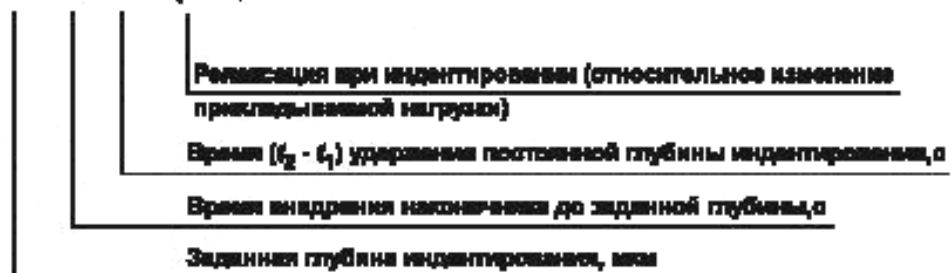 Релаксация при индентировании (относительное изменение
прикладываемой нагрузки)
Время (t₂ - t₁) удержания постоянной глубины индентирования,с
Время внедрения наконечника до заданной глубины,с
Заданная глубина индентирования, мкм